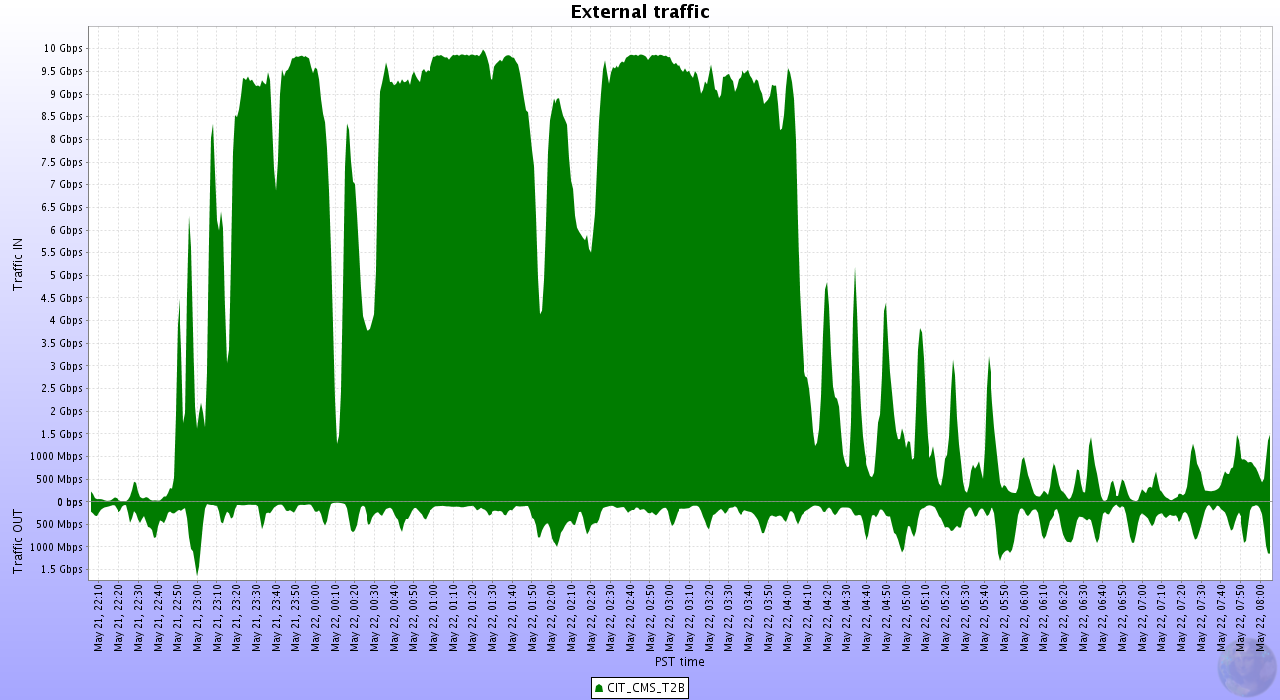 External traffic
10 Gbps
9.5 Gbps
9 Gbps
8.5 Gbps
8 Gbps
7.5 Gbps
7 Gbps
6.5 Gbps
6 Gbps
5.5 Gbps
5 Gbps
4.5 Gbps
4 Gbps
3.5 Gbps
3 Gbps
2.5 Gbps
2 Gbps
1.5 Gbps
1000 Mbps
500 Mbps
0 bps
500 Mbps
1000 Mbps
1.5 Gbps
Traffic IN
Traffic OUT
May 21, 22:10
May 21, 22:20
May 21, 22:30
May 21, 22:40
May 21, 22:50
May 21, 23:00
May 21, 23:10
May 21, 23:20
May 21, 23:30
May 21, 23:40
May 21, 23:50
May 22, 00:00
May 22, 00:10
May 22, 00:20
May 22, 00:30
May 22, 00:40
May 22, 00:50
May 22, 01:00
May 22, 01:10
May 22, 01:20
May 22, 01:30
May 22, 01:40
May 22, 01:50
May 22, 02:00
May 22, 02:10
May 22, 02:20
May 22, 02:30
May 22, 02:40
May 22, 02:50
May 22, 03:00
May 22, 03:10
May 22, 03:20
May 22, 03:30
May 22, 03:40
May 22, 03:50
May 22, 04:00
May 22, 04:10
May 22, 04:20
May 22, 04:30
May 22, 04:40
May 22, 04:50
May 22, 05:00
May 22, 05:10
May 22, 05:20
May 22, 05:30
May 22, 05:40
May 22, 05:50
May 22, 06:00
May 22, 06:10
May 22, 06:20
May 22, 06:30
May 22, 06:40
May 22, 06:50
May 22, 07:00
May 22, 07:10
May 22, 07:20
May 22, 07:30
May 22, 07:40
May 22, 07:50
May 22, 08:00
PST time
CIT_CMS_T2B